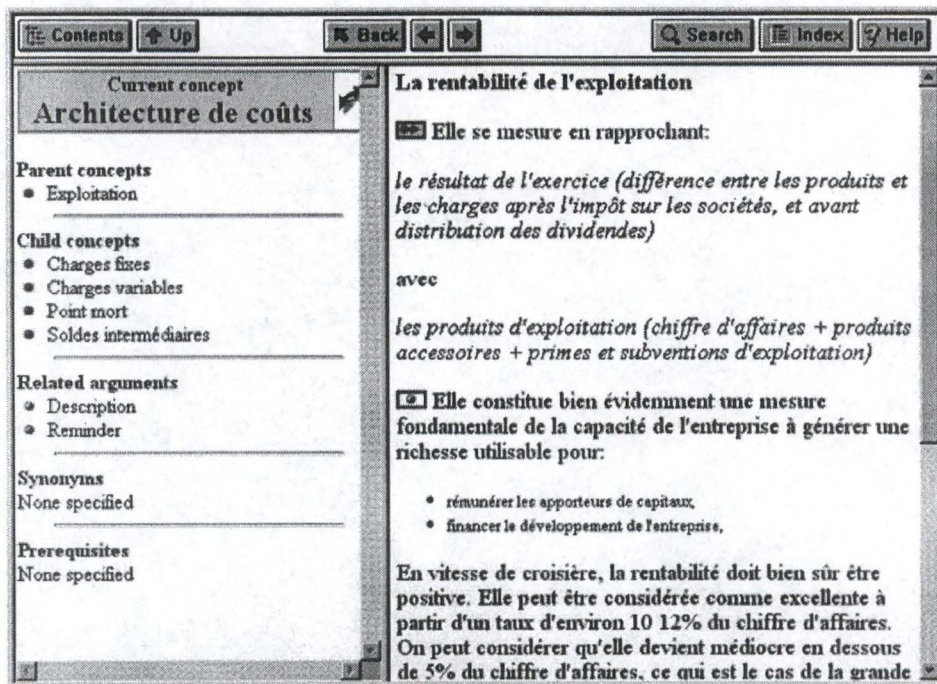 Contents Up Back Search Index Help
Current concept
Architecture de coûts
Parent concepts
Exploitation
Child concepts
Charges fixes
Charges variables
Point mort
Soldes intermédiaires
Related arguments
Description
Reminder
Synonyms
None specified
Prerequisites
None specified
La rentabilité de l'exploitation
Elle se mesure en rapprochant:
le résultat de l'exercice (différence entre les produits et
les charges après l'impôt sur les sociétés, et avant
distribution des dividendes)
avec
les produits d'exploitation (chiffre d'affaires + produits
accessoires + primes et subventions d'exploitation)
Elle constitue bien évidemment une mesure
fondamentale de la capacité de l'entreprise à générer une
richesse utilisable pour:
rémunérer les apporteurs de capitaux,
financer le développement de l'entreprise,
En vitesse de croisière, la rentabilité doit bien sûr être
positive. Elle peut être considérée comme excellente à
partir d'un taux d'environ 10 12% du chiffre d'affaires.
On peut considérer qu'elle devient médiocre en dessous
de 5% du chiffre d'affaires, ce qui est le cas de la grande